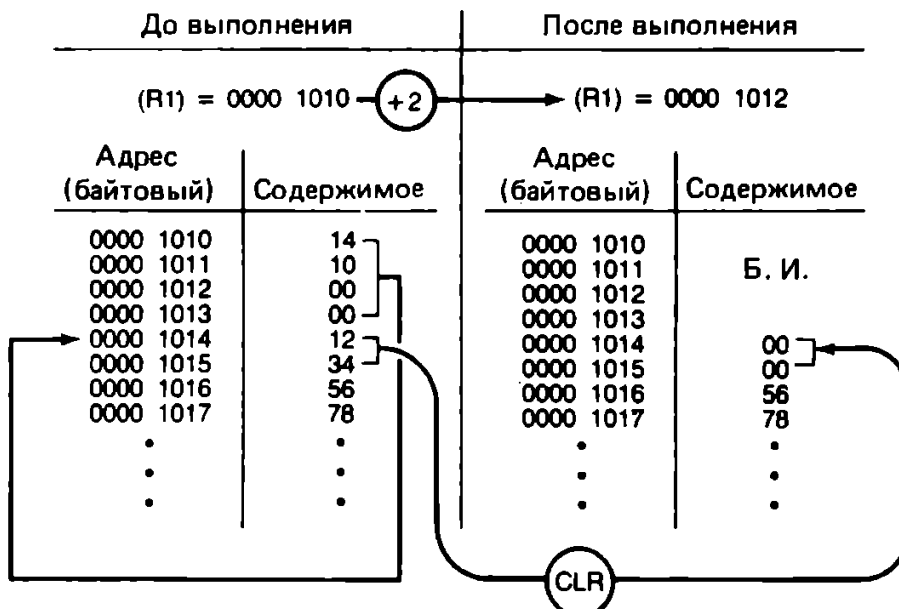 До выполнения После выполнения
(R1) = 0000 1010 +2 (R1) = 0000 1012
Адрес Адрес
(байтовый) Содержимое (байтовый) Содержимое
0000 1010 14 0000 1010
0000 1011 10 0000 1011 Б. И.
0000 1012 00 0000 1012
0000 1013 00 0000 1013
0000 1014 12 0000 1014 00
0000 1015 34 0000 1015 00
0000 1016 56 0000 1016 56
0000 1017 78 0000 1017 78
CLR